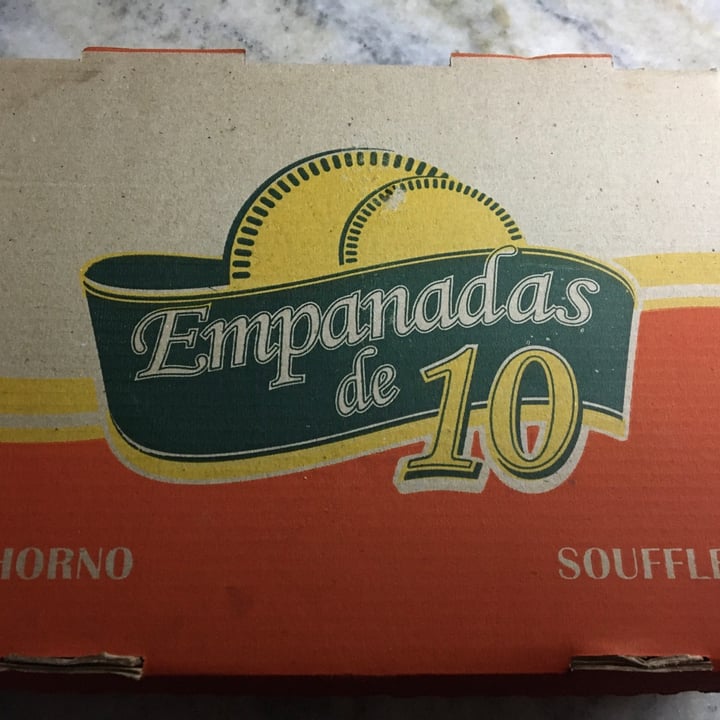 Empanadas
de 10
HORNO
SOUFFLE